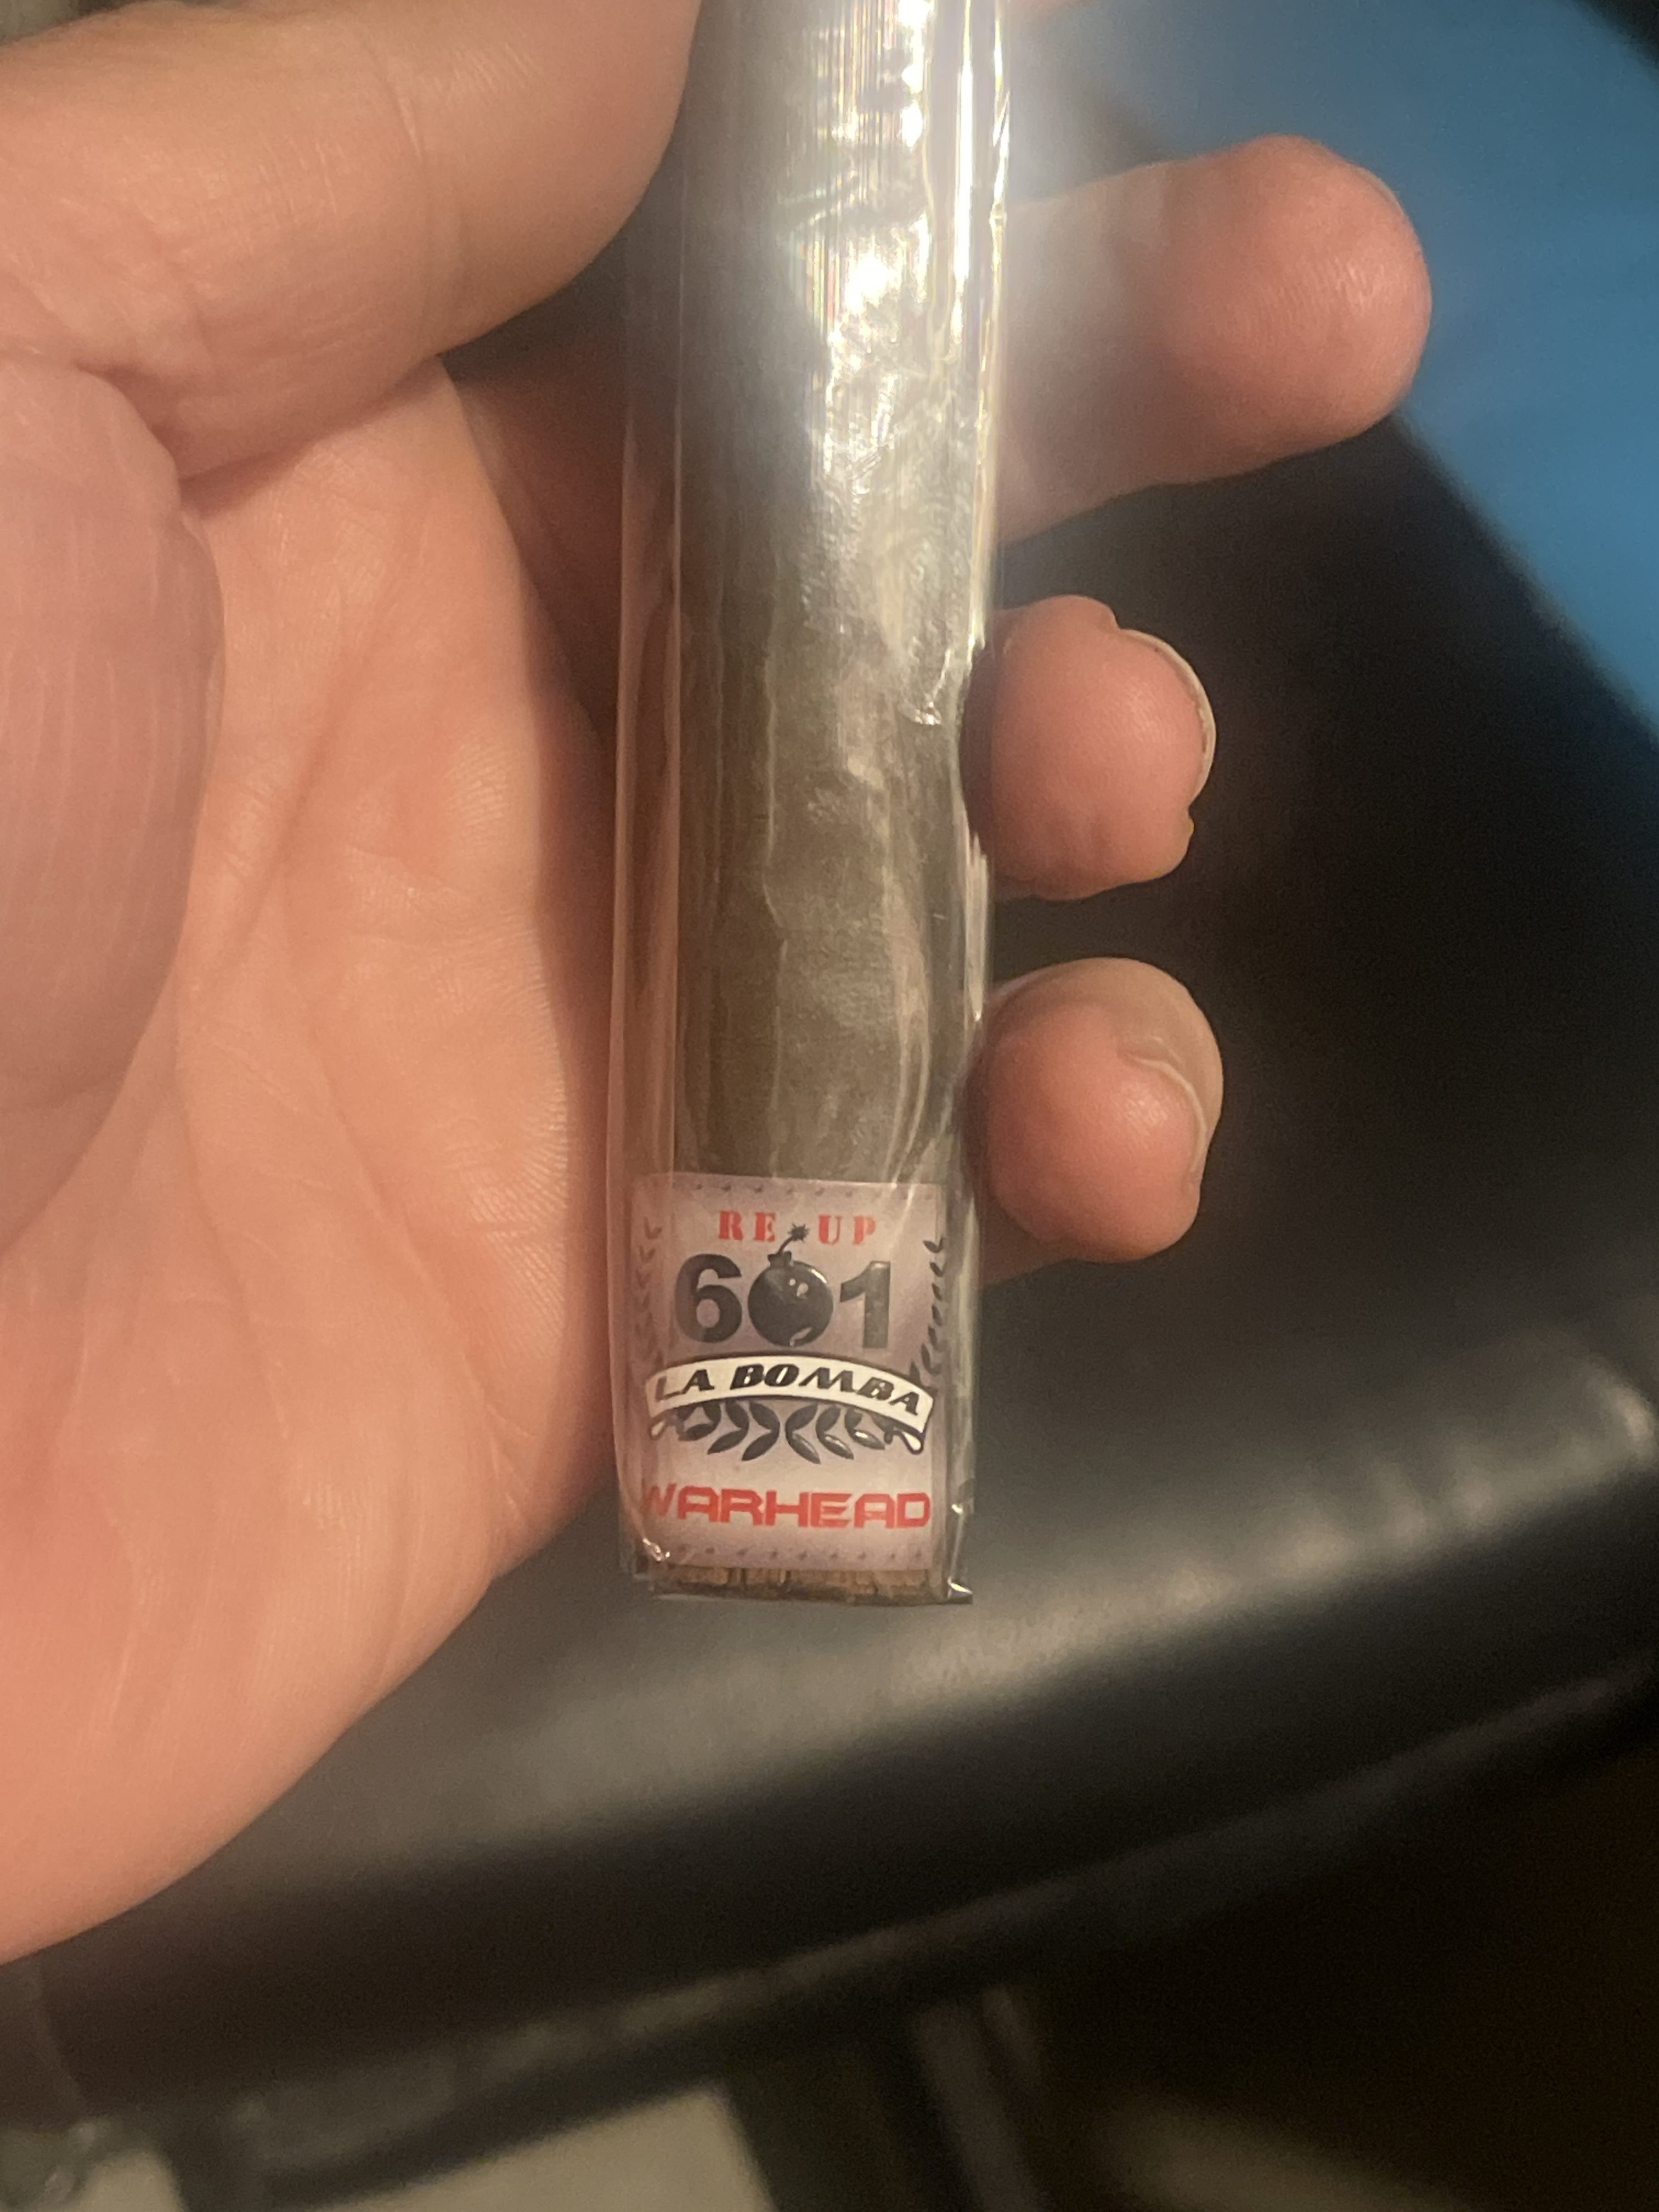 RE UP
601
LA BOMBA
WARHEAD